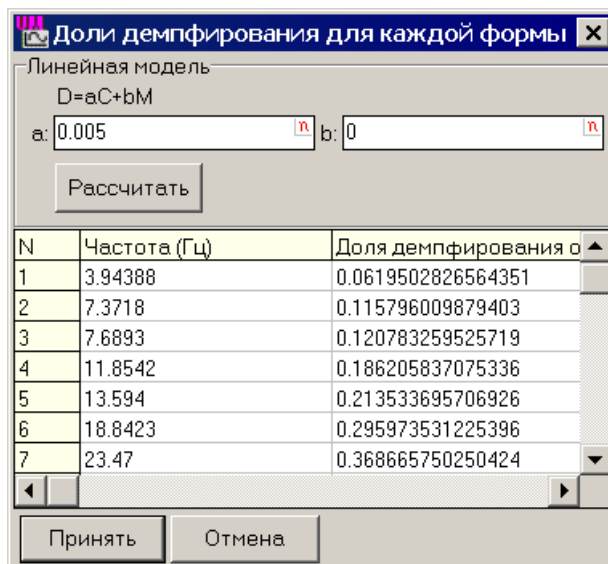 Доли демпфирования для каждой формы
Линейная модель
D=aC+bM
a: 0.005 n b: 0 n
Рассчитать
N Частота (Гц) Доля демпфирования о
1 3.94388 0.0619502826564351
2 7.3718 0.115796009879403
3 7.6893 0.120783259525719
4 11.8542 0.186205837075336
5 13.594 0.213533695706926
6 18.8423 0.295973531225396
7 23.47 0.368665750250424
Принять Отмена